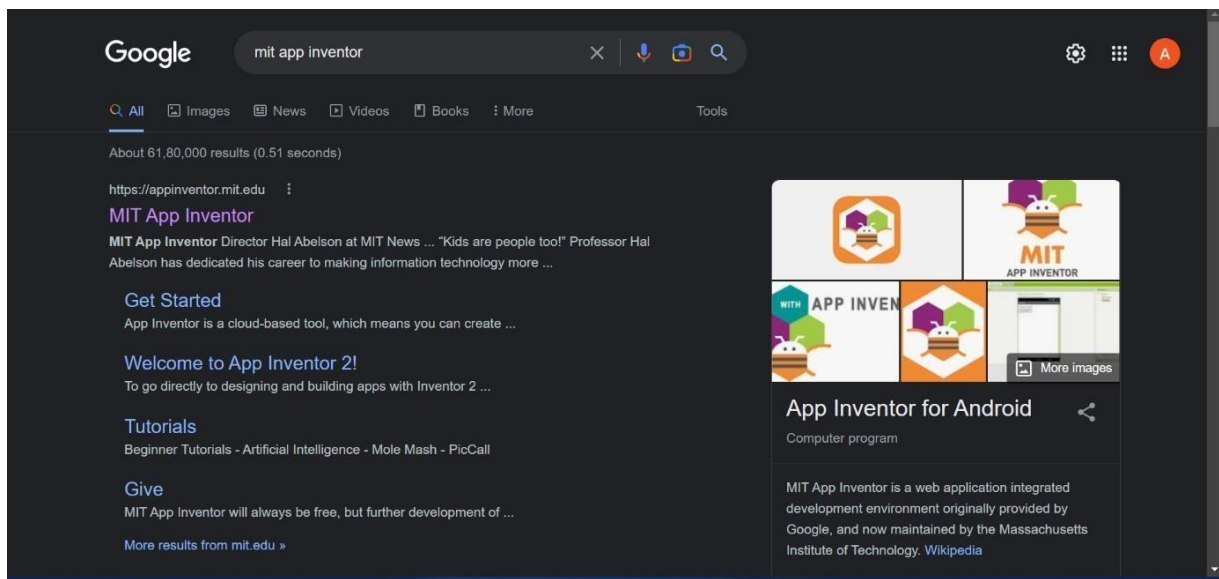 Google
mit app inventor
A
All Images News Videos Books More Tools
About 61,80,000 results (0.51 seconds)
https://appinventor.mit.edu
MIT App Inventor
MIT App Inventor Director Hal Abelson at MIT News ... “Kids are people too!” Professor Hal
Abelson has dedicated his career to making information technology more ...
Get Started
App Inventor is a cloud-based tool, which means you can create ...
Welcome to App Inventor 2!
To go directly to designing and building apps with Inventor 2 ...
Tutorials
Beginner Tutorials - Artificial Intelligence - Mole Mash - PicCall
Give
MIT App Inventor will always be free, but further development of ...
More results from mit.edu »
MIT
APP INVENTOR
WITH APP INVEN
More images
App Inventor for Android
Computer program
MIT App Inventor is a web application integrated
development environment originally provided by
Google, and now maintained by the Massachusetts
Institute of Technology. Wikipedia